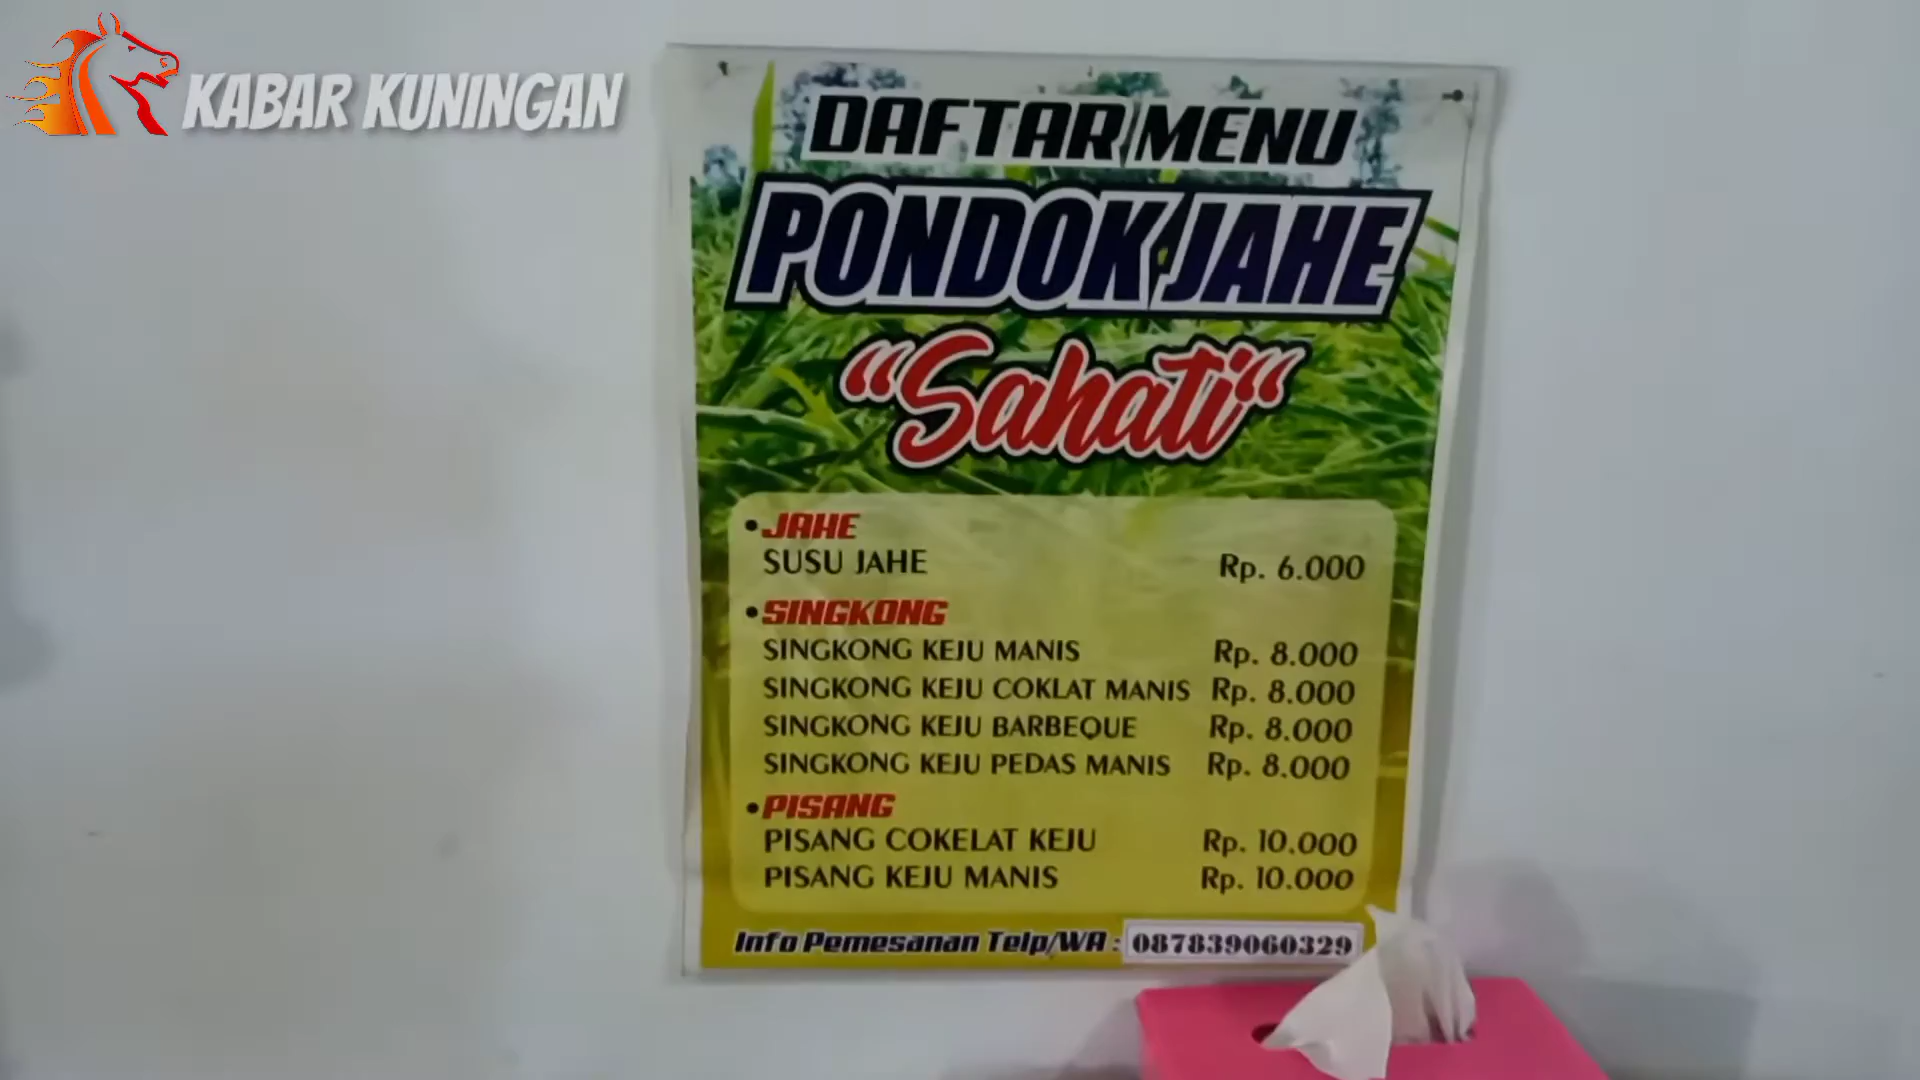 KABAR KUNINGAN
DAFTAR MENU
PONDOK JAHE
“Sahati“
• JAHE
SUSU JAHE Rp. 6.000
• SINGKONG
SINGKONG KEJU MANIS Rp. 8.000
SINGKONG KEJU COKLAT MANIS Rp. 8.000
SINGKONG KEJU BARBEQUE Rp. 8.000
SINGKONG KEJU PEDAS MANIS Rp. 8.000
• PISANG
PISANG COKELAT KEJU Rp. 10.000
PISANG KEJU MANIS Rp. 10.000
Info Pemesanan Telp/WA : 087839060329